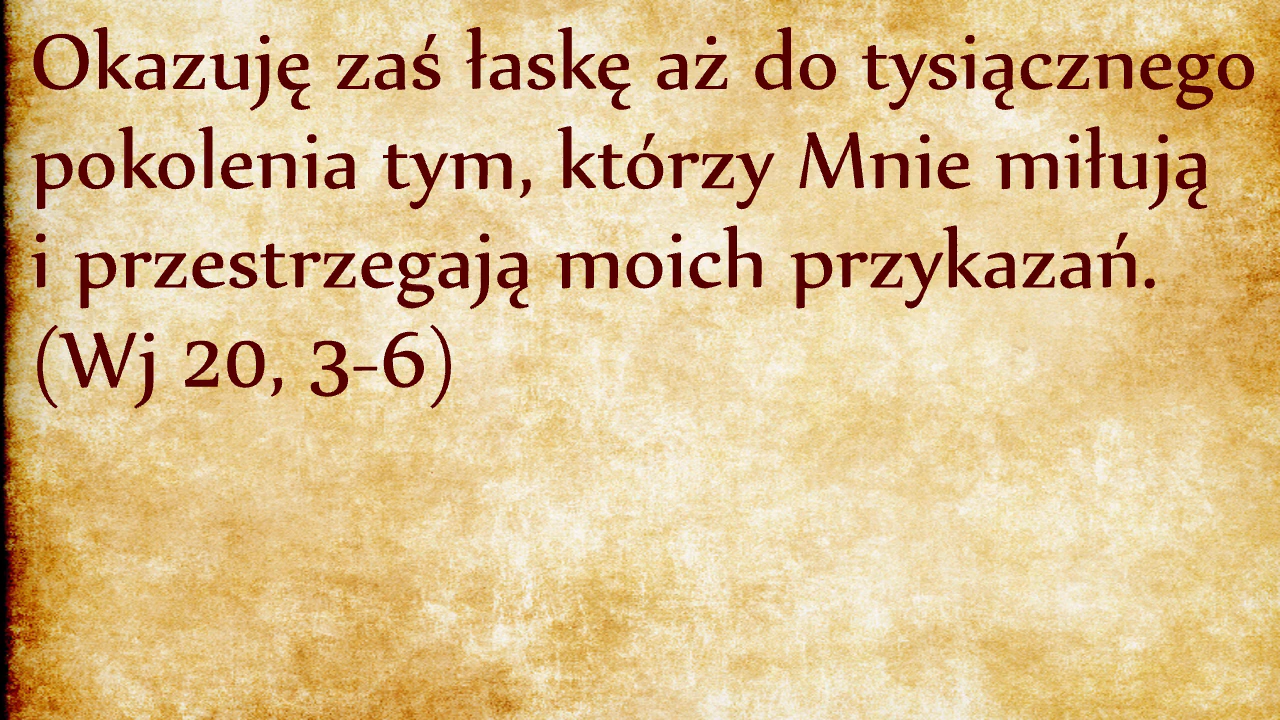 Okazuję zaś łaskę aż do tysiącznego
pokolenia tym, którzy Mnie miłują
i przestrzegają moich przykazań.
(Wj 20, 3-6)